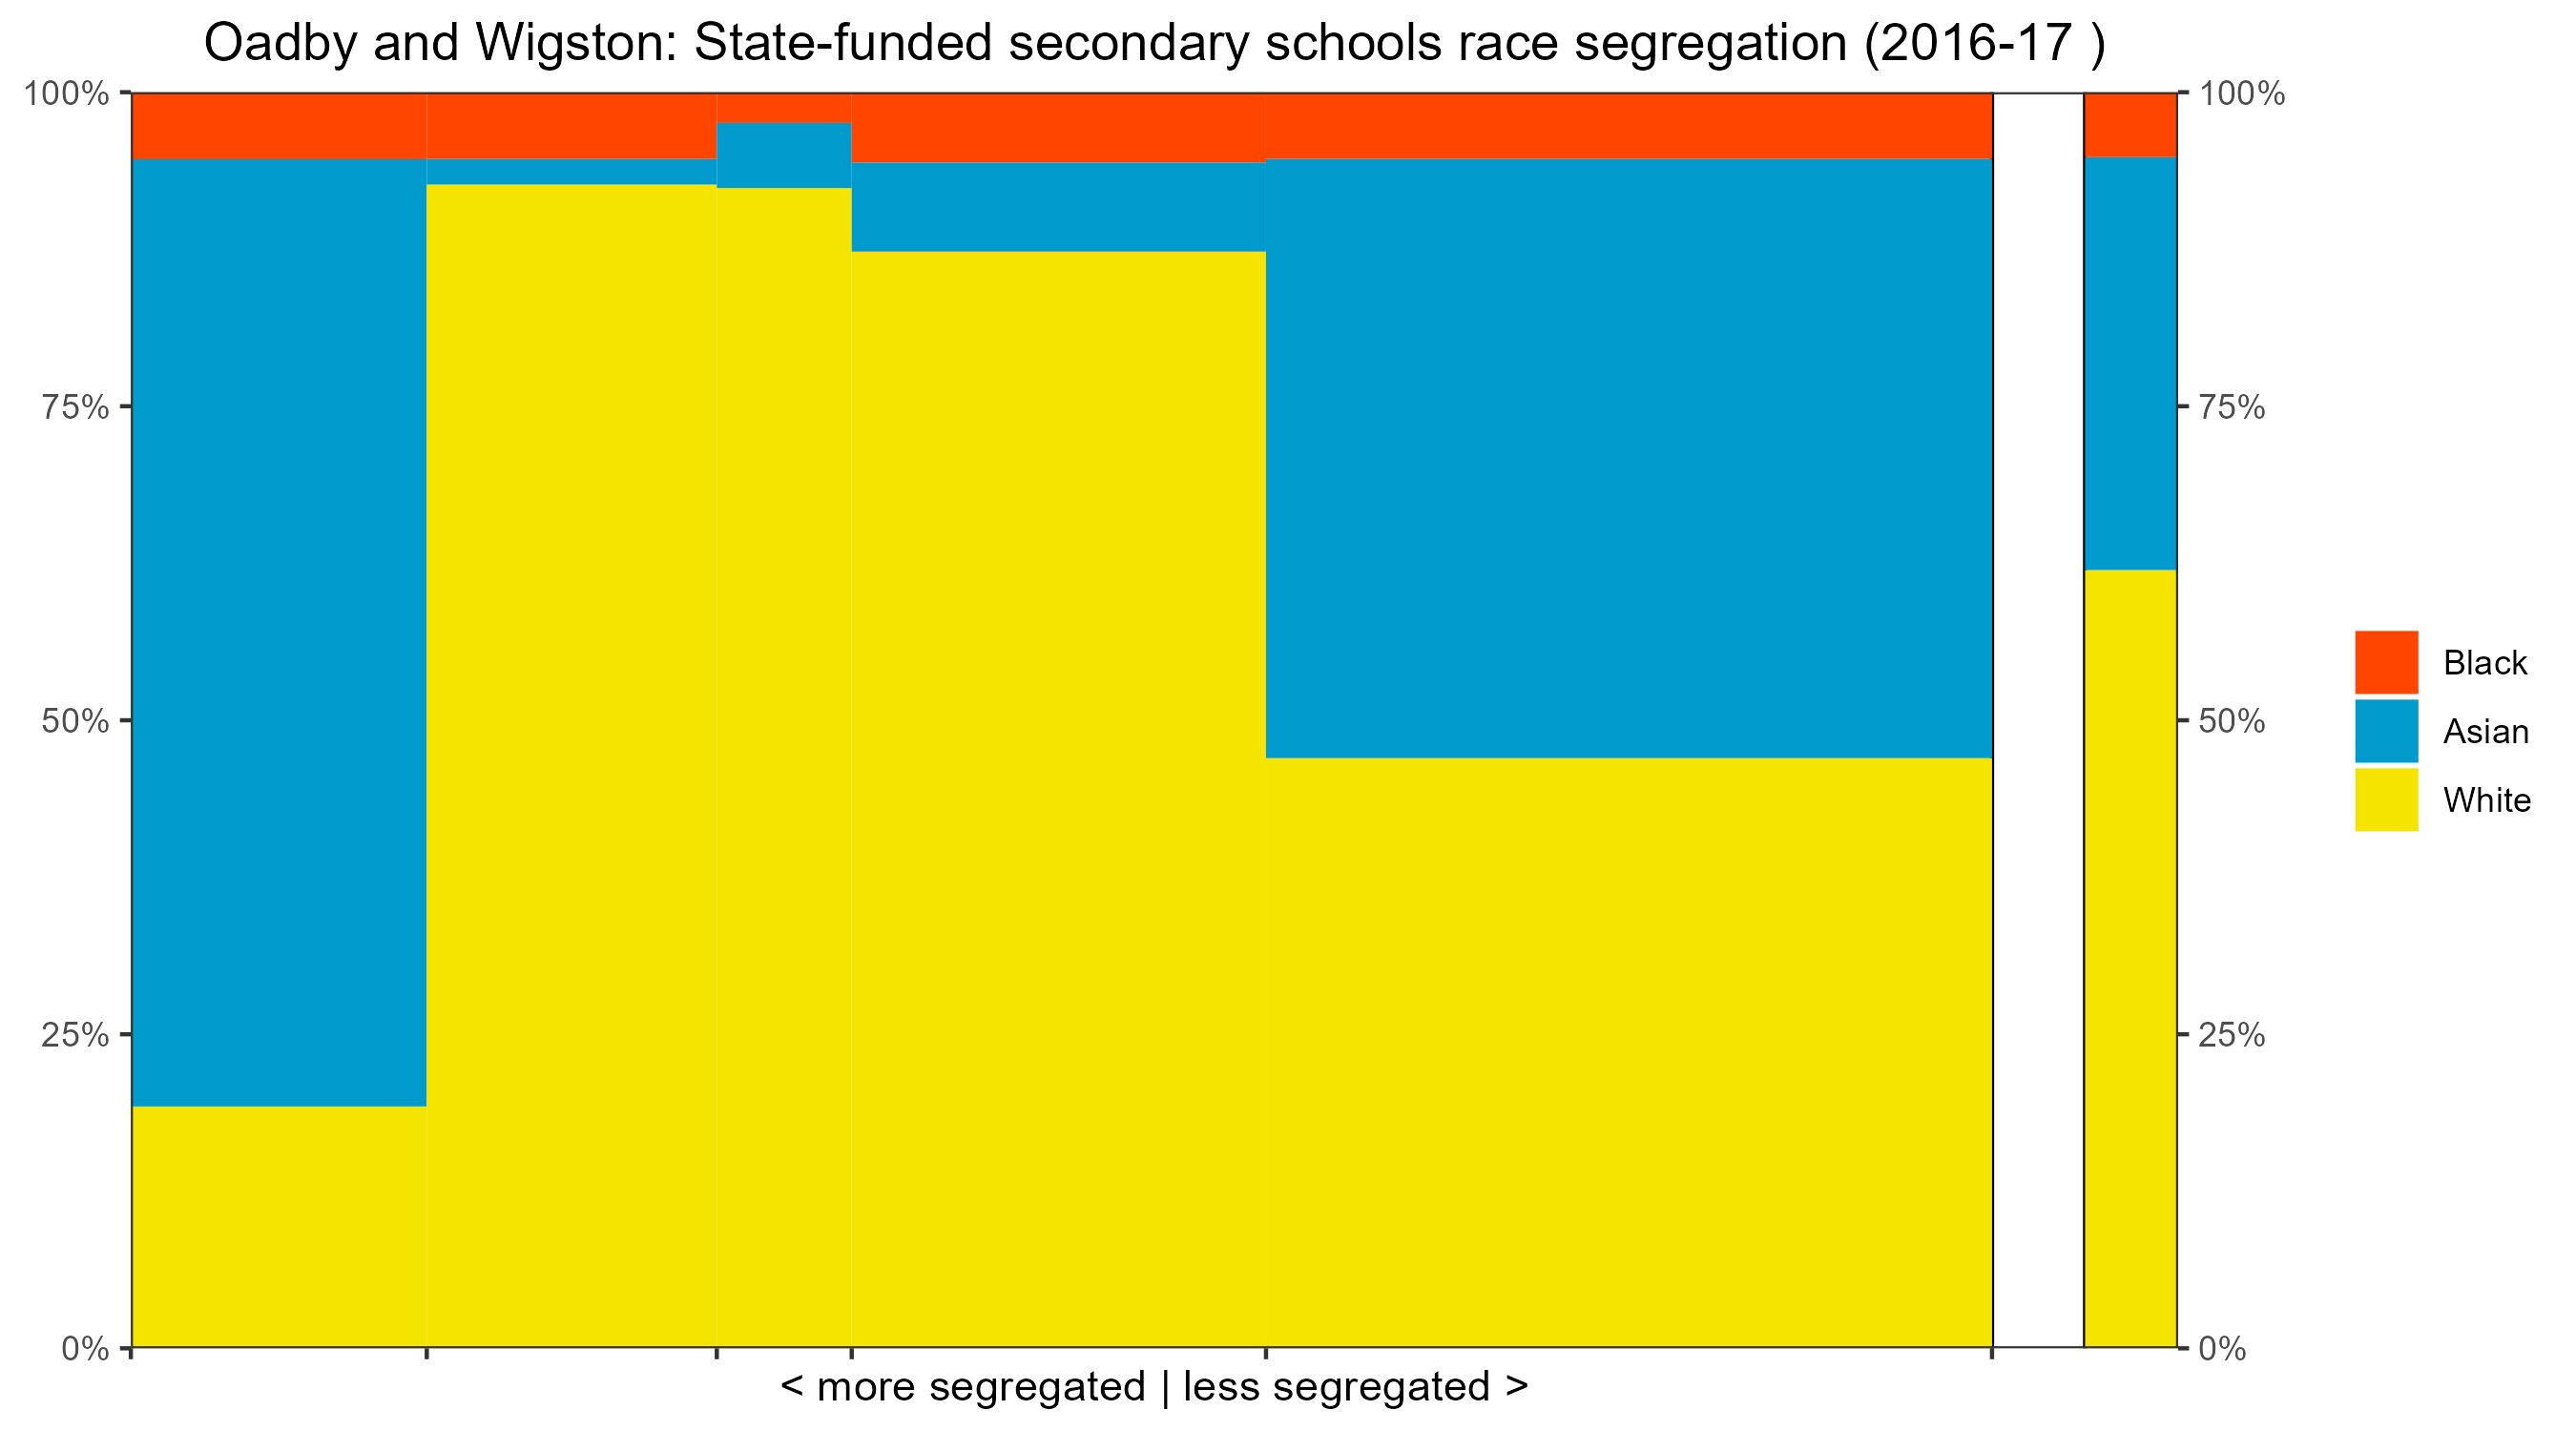 Oadby and Wigston: State-funded secondary schools race segregation (2016-17 )
100%
75%
50%
25%
0%
100%
75%
50%
25%
0%
Black
Asian
White
< more segregated | less segregated >